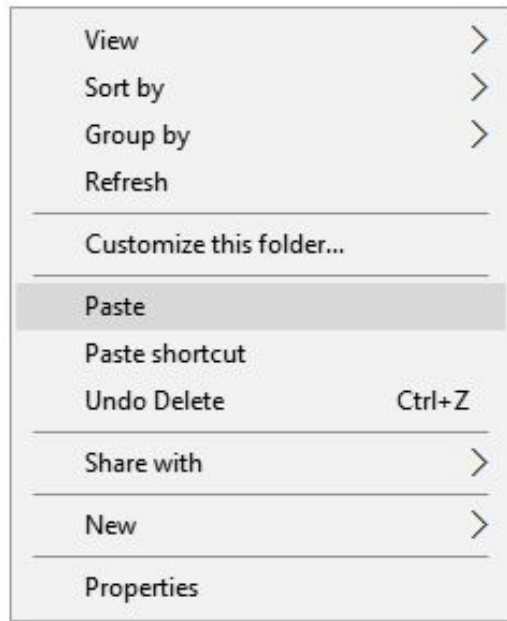 View
Sort by
Group by
Refresh
Customize this folder...
Paste
Paste shortcut
Undo Delete Ctrl+Z
Share with
New
Properties